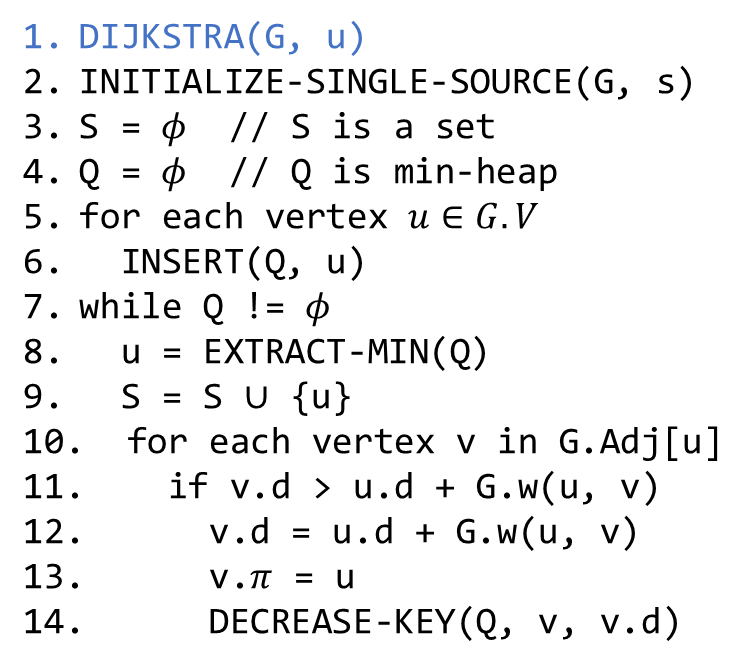 1. DIJKSTRA(G, u)
2. INITIALIZE-SINGLE-SOURCE(G, s)
3. S = ϕ // S is a set
4. Q = ϕ // Q is min-heap
5. for each vertex u ∈ G.V
6. INSERT(Q, u)
7. while Q != ϕ
8. u = EXTRACT-MIN(Q)
9. S = S ∪ {u}
10. for each vertex v in G.Adj[u]
11. if v.d > u.d + G.w(u, v)
12. v.d = u.d + G.w(u, v)
13. v.π = u
14. DECREASE-KEY(Q, v, v.d)